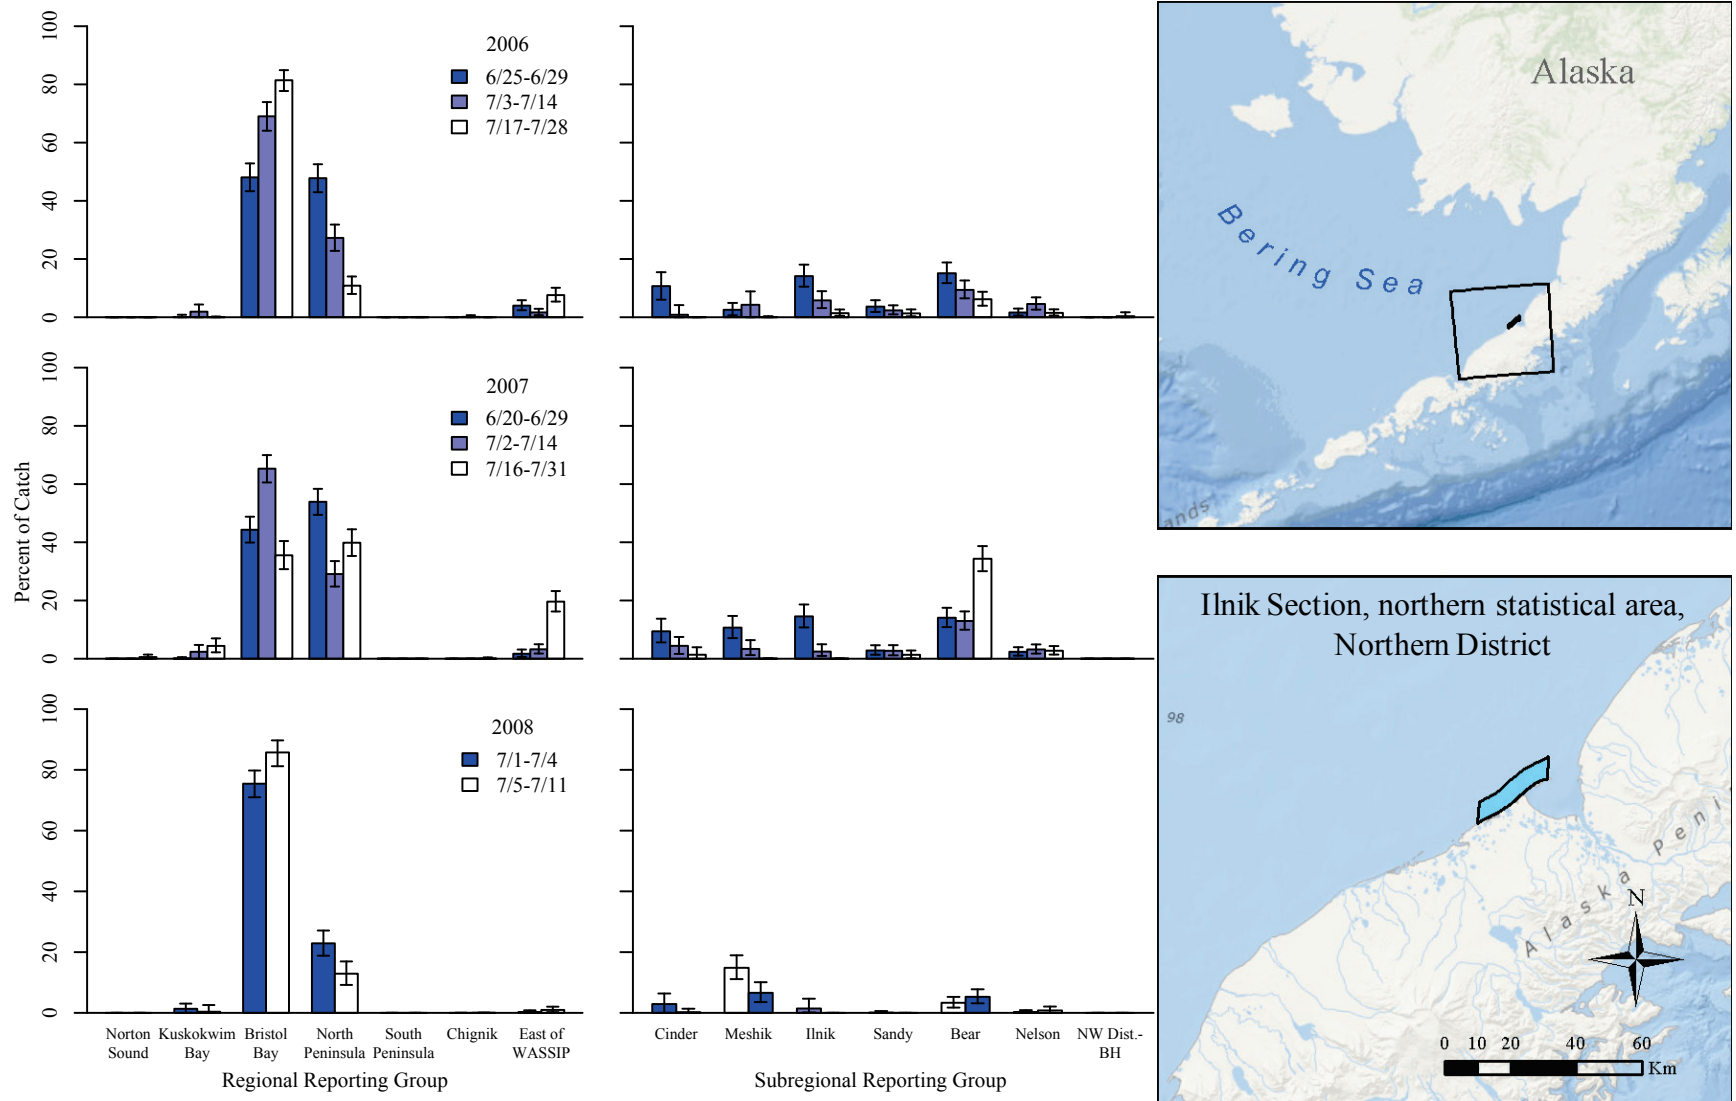 2006
6/25-6/29
7/3-7/14
7/17-7/28
100
80
60
40
20
0
2007
6/20-6/29
7/2-7/14
7/16-7/31
100
80
60
40
20
0
2008
7/1-7/4
7/5-7/11
100
80
60
40
20
0
Percent of Catch
Norton Sound
Kuskokwim Bay
Bristol Bay
North Peninsula
South Peninsula
Chignik
East of WASSIP
Regional Reporting Group
Cinder
Meshik
Ilnik
Sandy
Bear
Nelson
NW Dist.-BH
Subregional Reporting Group
Alaska
Bering Sea
ands
Ilnik Section, northern statistical area,
Northern District
98
Alaska Peni
N
0 10 20 40 60
Km